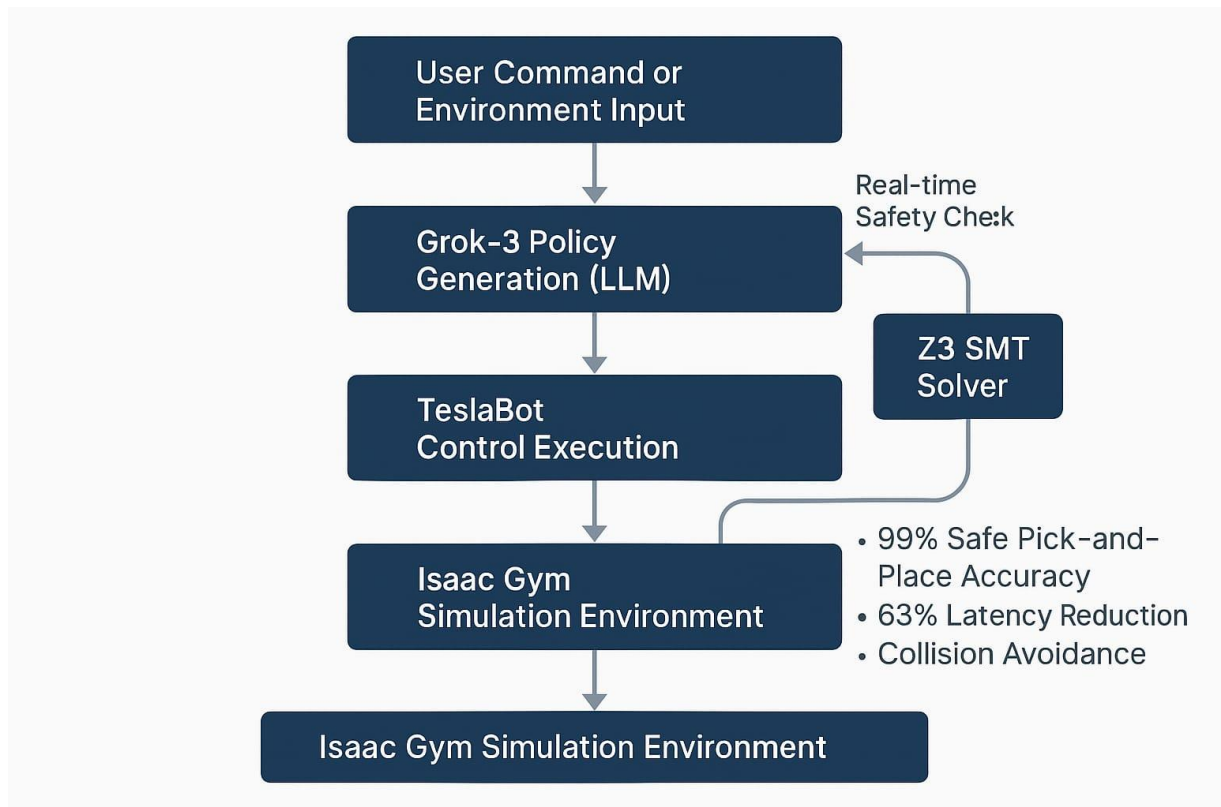 User Command or
Environment Input
Real-time
Safety Check
Grok-3 Policy
Generation (LLM)
Z3 SMT
Solver
TeslaBot
Control Execution
• 99% Safe Pick-and-
Place Accuracy
• 63% Latency Reduction
• Collision Avoidance
Isaac Gym
Simulation Environment
Isaac Gym Simulation Environment